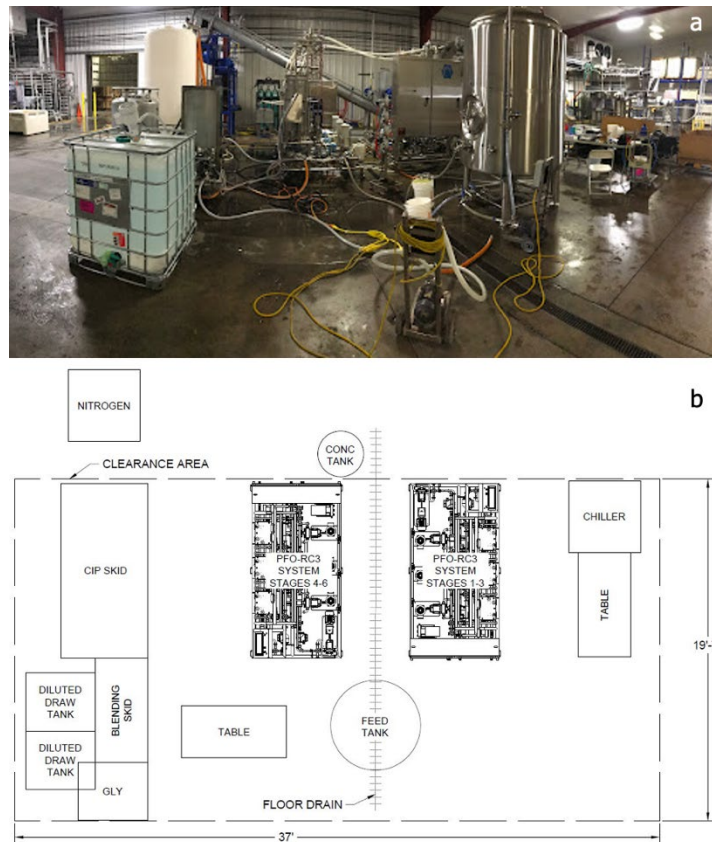 a
b
NITROGEN
CLEARANCE AREA
CONC
TANK
CIP SKID
PFO-RC3
SYSTEM
STAGES 4-6
PFO-RC3
SYSTEM
STAGES 1-3
CHILLER
TABLE
BLENDING
SKID
DILUTED
DRAW
TANK
DILUTED
DRAW
TANK
TABLE
FEED
TANK
GLY
FLOOR DRAIN
19'-
37'